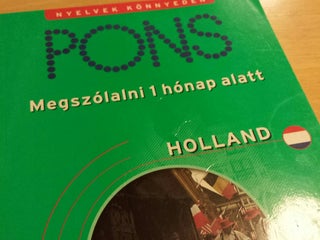 NYELVEK KÖNNYEDÉN
PONS
Megszólalni 1 hónap alatt
HOLLAND